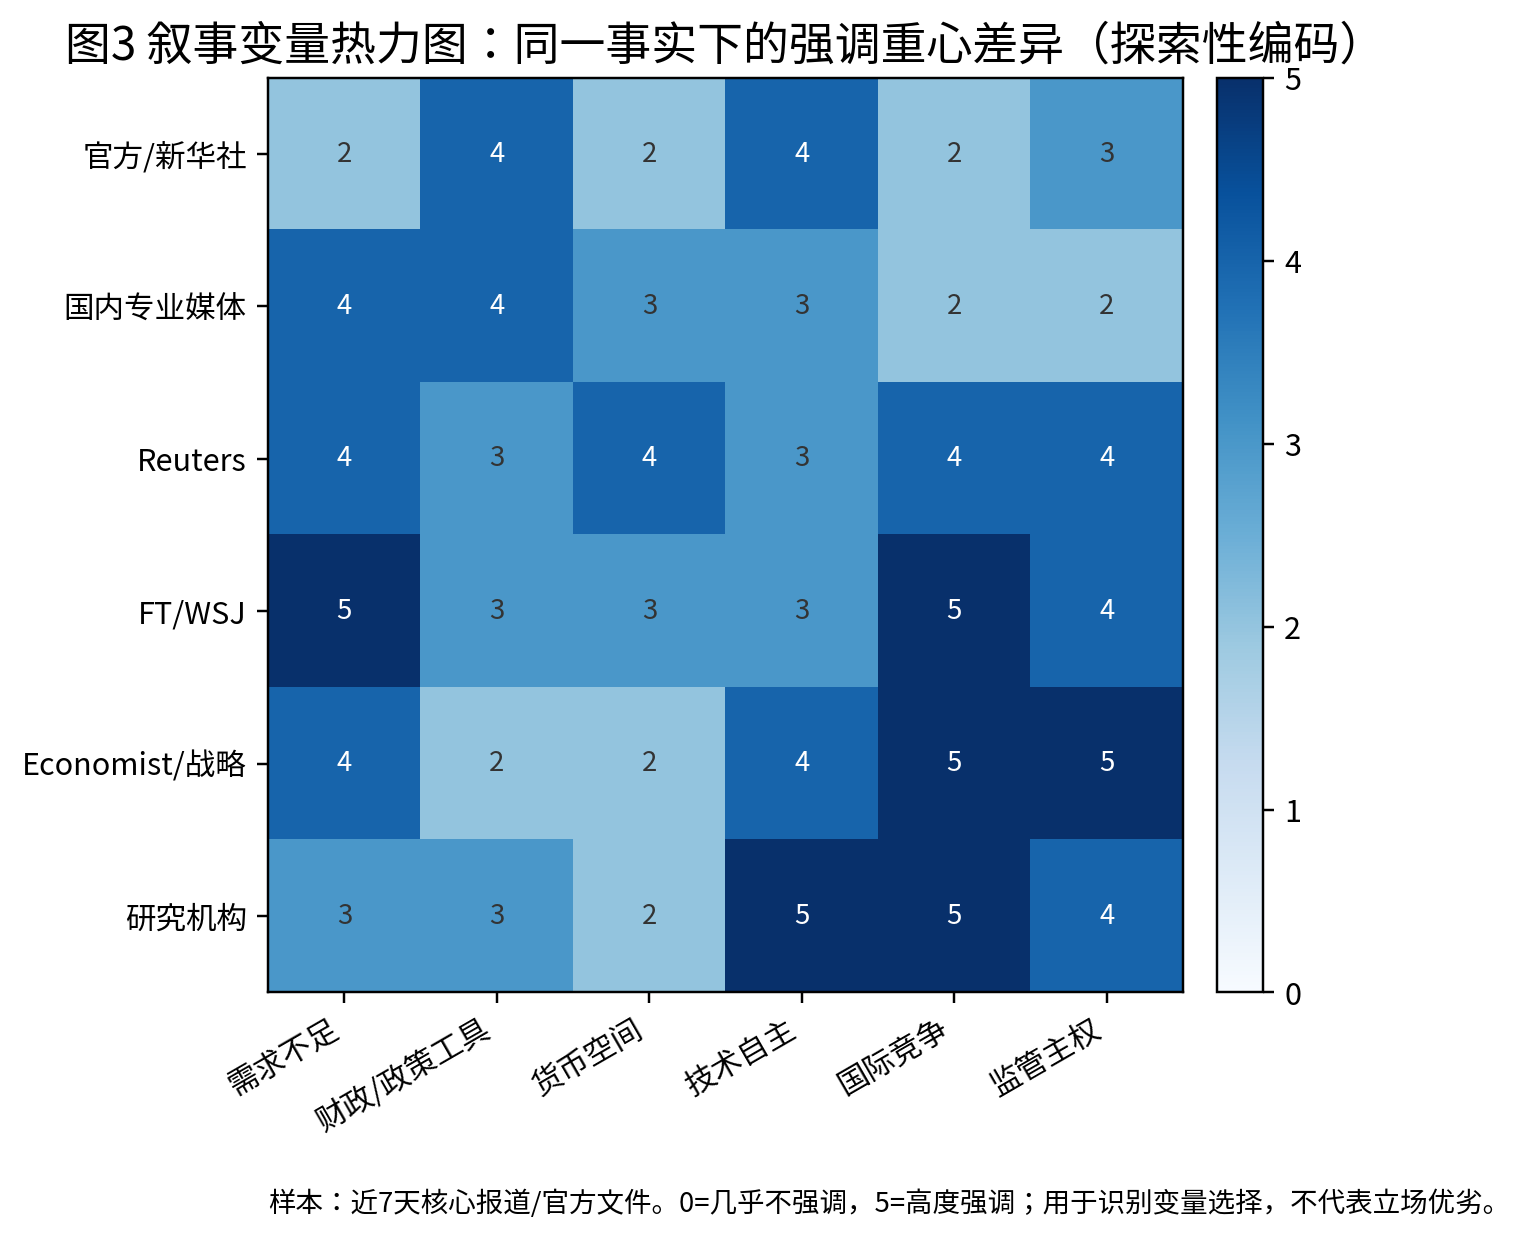 图3 叙事变量热力图：同一事实下的强调重心差异（探索性编码）
官方/新华社 2 4 2 4 2 3
国内专业媒体 4 4 3 3 2 2
Reuters 4 3 4 3 4 4
FT/WSJ 5 3 3 3 5 4
Economist/战略 4 2 2 4 5 5
研究机构 3 3 2 5 5 4
需求不足 财政/政策工具 货币空间 技术自主 国际竞争 监管主权
5
4
3
2
1
0
样本：近7天核心报道/官方文件。0=几乎不强调，5=高度强调；用于识别变量选择，不代表立场优劣。